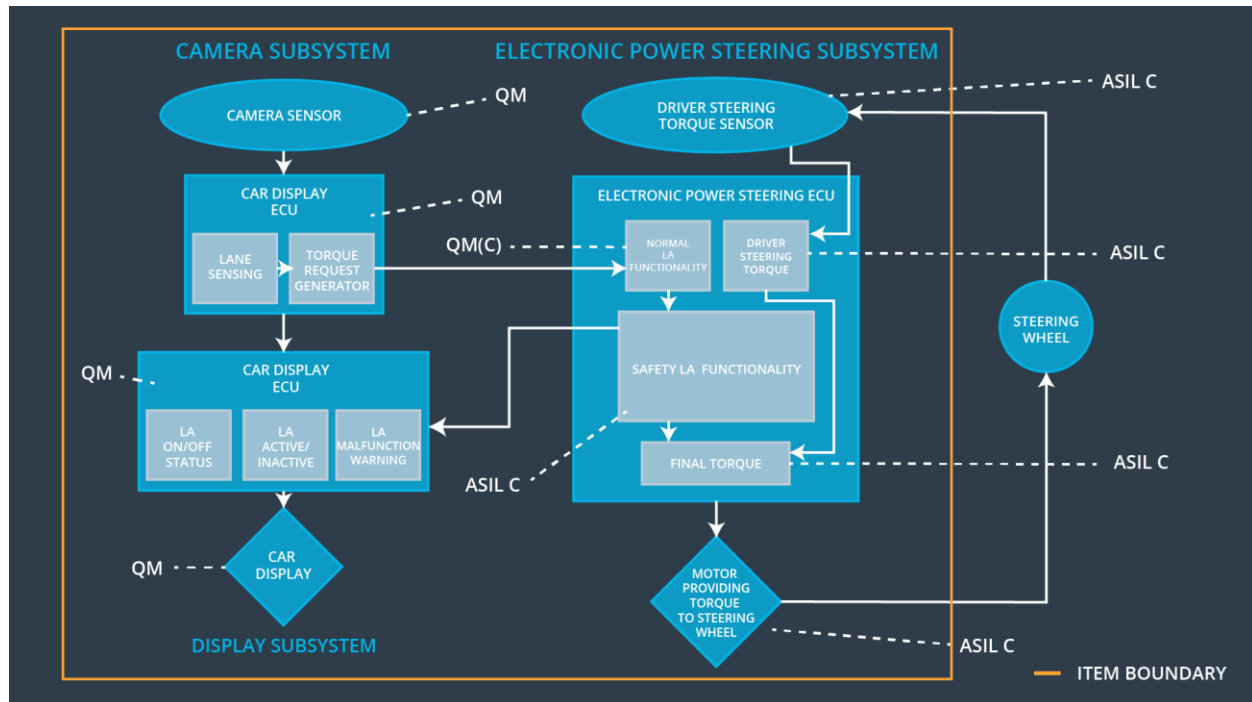 CAMERA SUBSYSTEM
ELECTRONIC POWER STEERING SUBSYSTEM
CAMERA SENSOR
QM
DRIVER STEERING
TORQUE SENSOR
ASIL C
CAR DISPLAY
ECU
QM
LANE
SENSING
TORQUE
REQUEST
GENERATOR
QM(C)
ELECTRONIC POWER STEERING ECU
NORMAL
LA
FUNCTIONALITY
DRIVER
STEERING
TORQUE
ASIL C
STEERING
WHEEL
CAR DISPLAY
ECU
QM
LA
ON/OFF
STATUS
LA
ACTIVE/
INACTIVE
LA
MALFUNCTION
WARNING
SAFETY LA FUNCTIONALITY
ASIL C
FINAL TORQUE
ASIL C
CAR
DISPLAY
QM
DISPLAY SUBSYSTEM
MOTOR
PROVIDING
TORQUE
TO STEERING
WHEEL
ASIL C
ITEM BOUNDARY